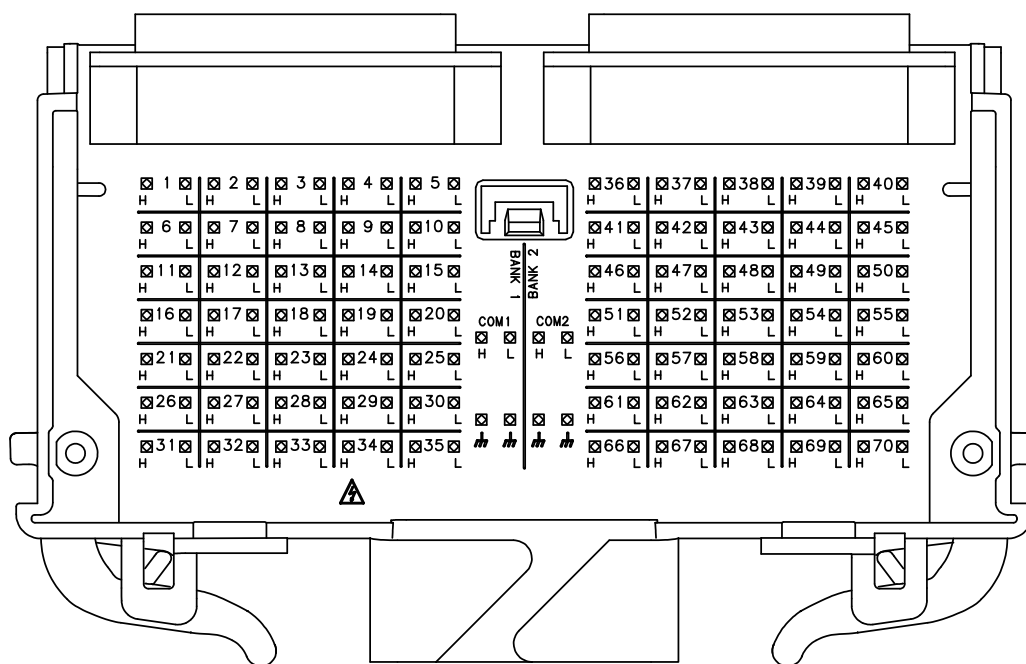 1 2 3 4 5 36 37 38 39 40
H L H L H L H L H L H L H L H L H L H L
6 7 8 9 10 41 42 43 44 45
H L H L H L H L H L H L H L H L H L H L
11 12 13 14 15 BANK 1 BANK 2 46 47 48 49 50
H L H L H L H L H L H L H L H L H L H L
16 17 18 19 20 COM1 COM2 51 52 53 54 55
H L H L H L H L H L H L H L H L H L H L H L H L
21 22 23 24 25 56 57 58 59 60
H L H L H L H L H L H L H L H L H L H L
26 27 28 29 30 61 62 63 64 65
H L H L H L H L H L H L H L H L H L H L
31 32 33 34 35 66 67 68 69 70
H L H L H L H L H L H L H L H L H L H L